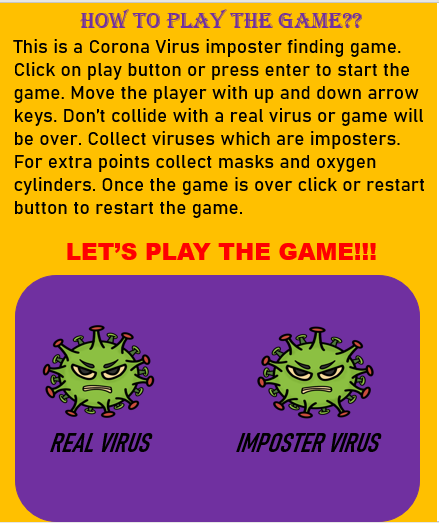 HOW TO PLAY THE GAME??
This is a Corona Virus imposter finding game.
Click on play button or press enter to start the
game. Move the player with up and down arrow
keys. Don't collide with a real virus or game will
be over. Collect viruses which are imposters.
For extra points collect masks and oxygen
cylinders. Once the game is over click or restart
button to restart the game.
LET'S PLAY THE GAME!!!
REAL VIRUS
IMPOSTER VIRUS